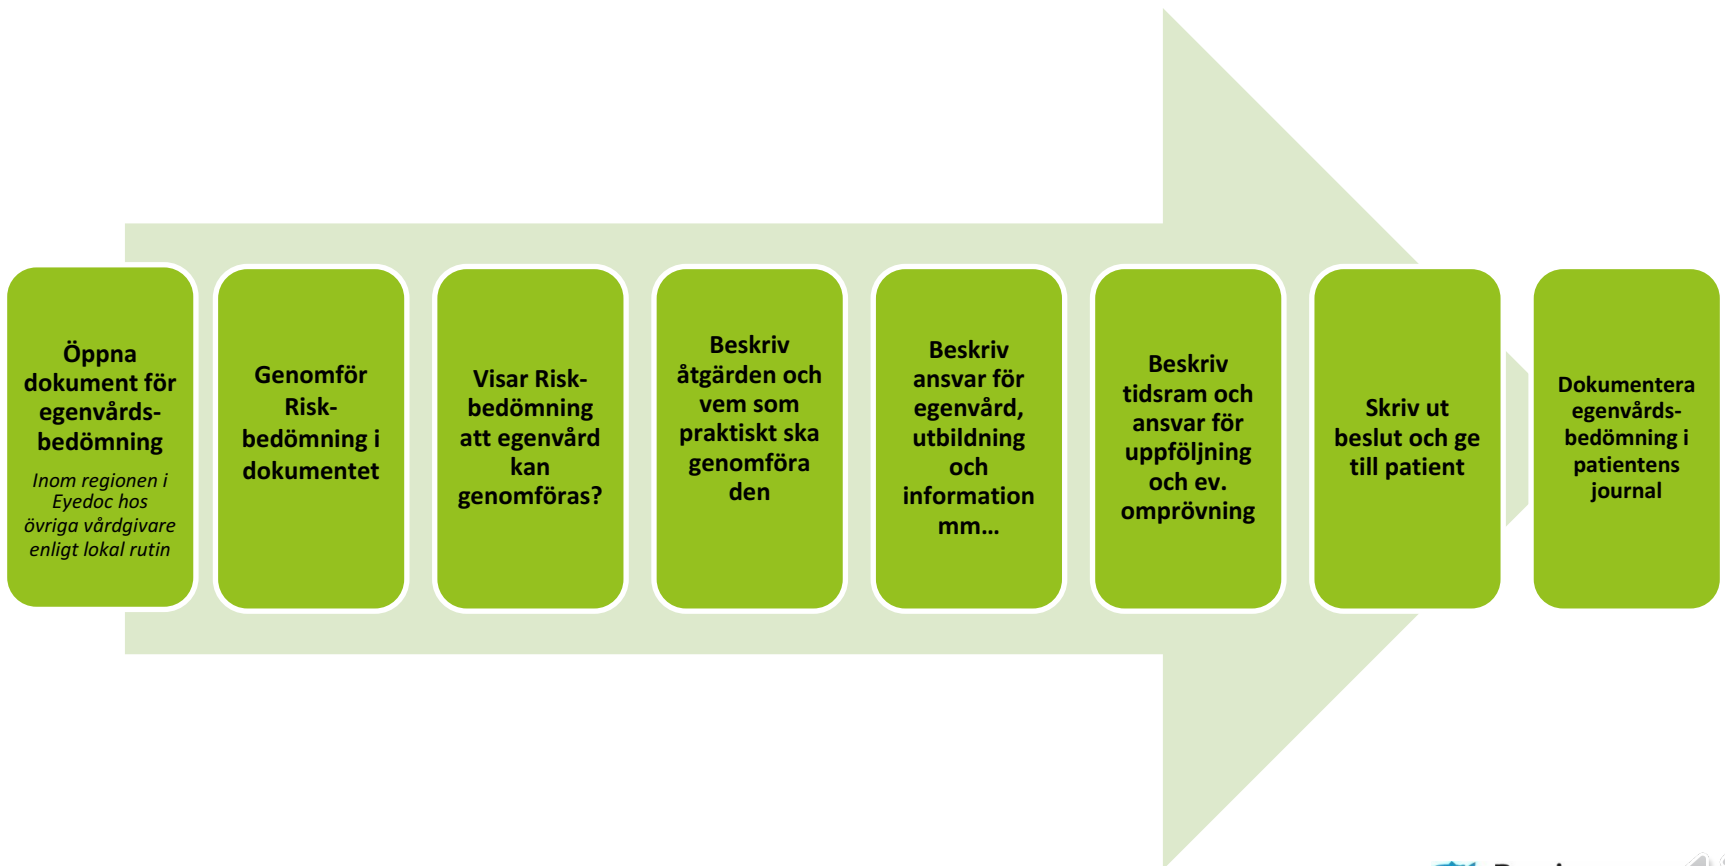 Öppna
dokument för
egenvårds-
bedömning
Inom regionen i
Eyedoc hos
övriga vårdgivare
enligt lokal rutin
Genomför
Risk-
bedömning i
dokumentet
Visar Risk-
bedömning
att egenvård
kan
genomföras?
Beskriv
åtgärden och
vem som
praktiskt ska
genomföra
den
Beskriv
ansvar för
egenvård,
utbildning
och
information
mm...
Beskriv
tidsram och
ansvar för
uppföljning
och ev.
omprövning
Skriv ut
beslut och ge
till patient
Dokumentera
egenvårds-
bedömning i
patientens
journal